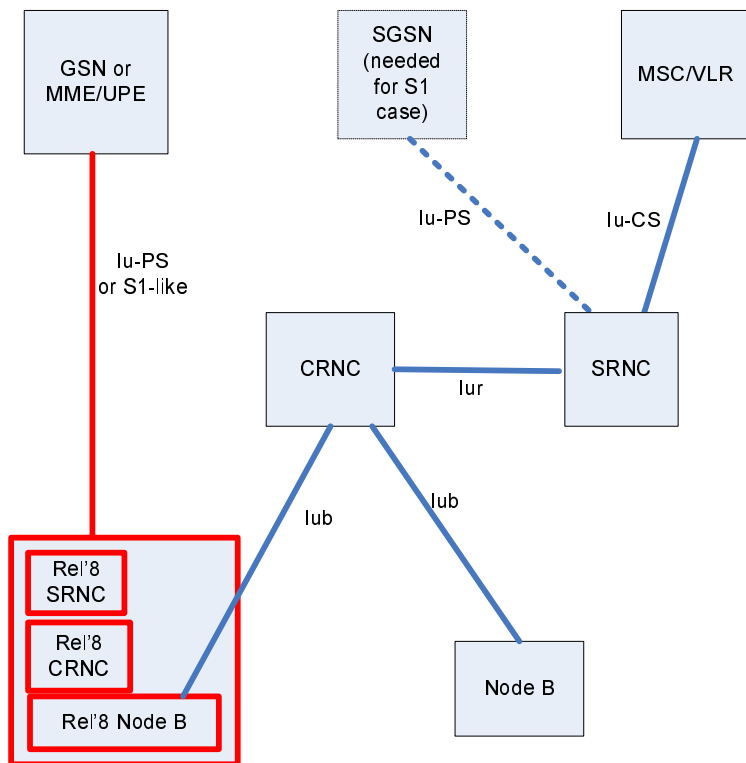 GSN or
MME/UPE
SGSN
(needed
for S1
case)
MSC/VLR
Iu-PS
Iu-CS
Iu-PS
or S1-like
CRNC
SRNC
Iur
Iub
Iub
Rel’8
SRNC
Rel’8
CRNC
Rel’8 Node B
Node B